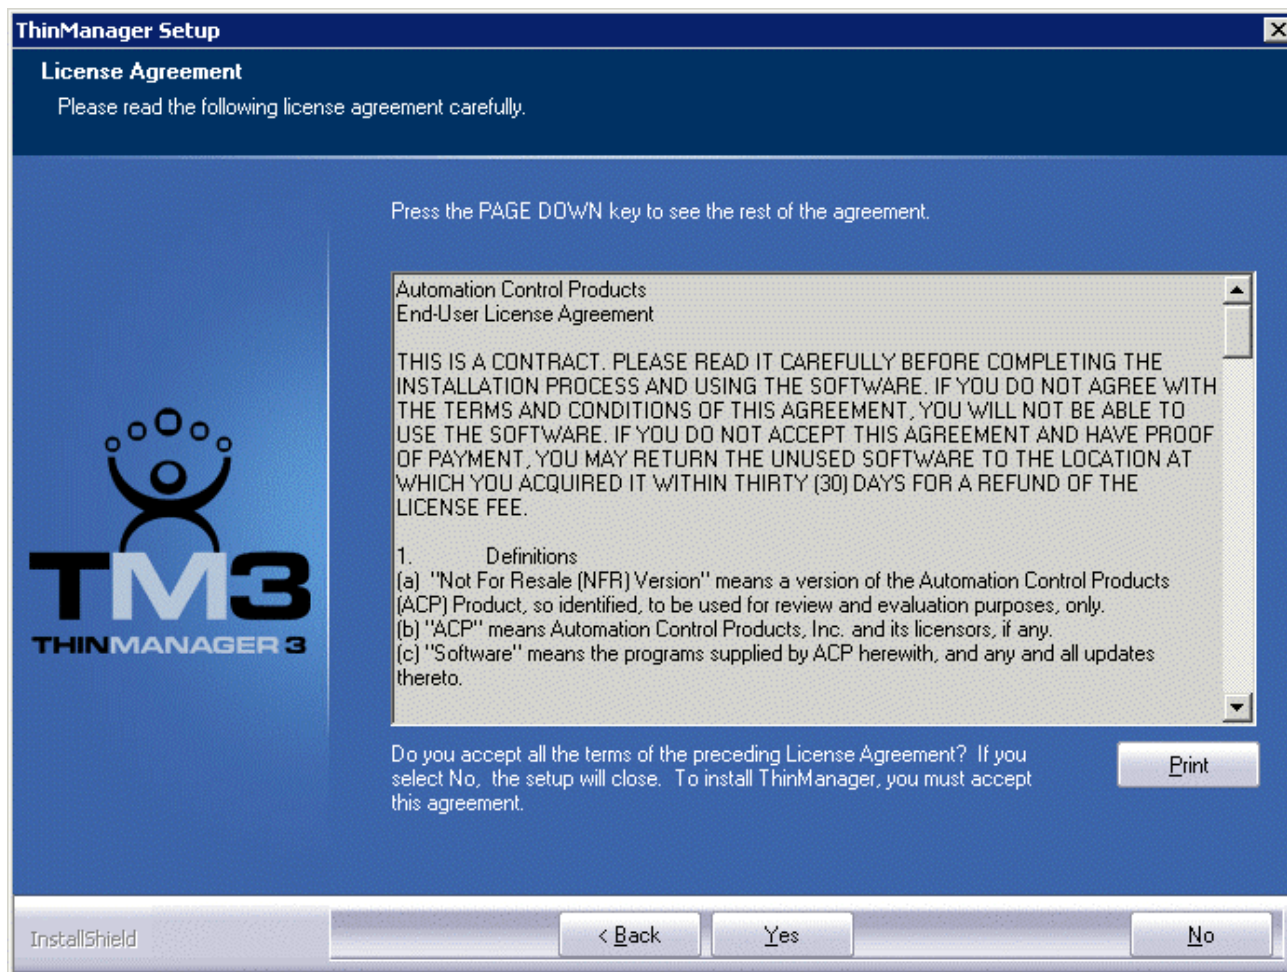 ThinManager Setup
License Agreement
Please read the following license agreement carefully.
Press the PAGE DOWN key to see the rest of the agreement.
Automation Control Products
End-User License Agreement
THIS IS A CONTRACT. PLEASE READ IT CAREFULLY BEFORE COMPLETING THE
INSTALLATION PROCESS AND USING THE SOFTWARE. IF YOU DO NOT AGREE WITH
THE TERMS AND CONDITIONS OF THIS AGREEMENT, YOU WILL NOT BE ABLE TO
USE THE SOFTWARE. IF YOU DO NOT ACCEPT THIS AGREEMENT AND HAVE PROOF
OF PAYMENT, YOU MAY RETURN THE UNUSED SOFTWARE TO THE LOCATION AT
WHICH YOU ACQUIRED IT WITHIN THIRTY (30) DAYS FOR A REFUND OF THE
LICENSE FEE.
1. Definitions
(a) "Not For Resale (NFR) Version" means a version of the Automation Control Products
(ACP) Product, so identified, to be used for review and evaluation purposes, only.
(b) "ACP" means Automation Control Products, Inc. and its licensors, if any.
(c) "Software" means the programs supplied by ACP herewith, and any and all updates
thereto.
TM3
THINMANAGER 3
Do you accept all the terms of the preceding License Agreement? If you
select No, the setup will close. To install ThinManager, you must accept
this agreement.
Print
InstallShield
< Back
Yes
No